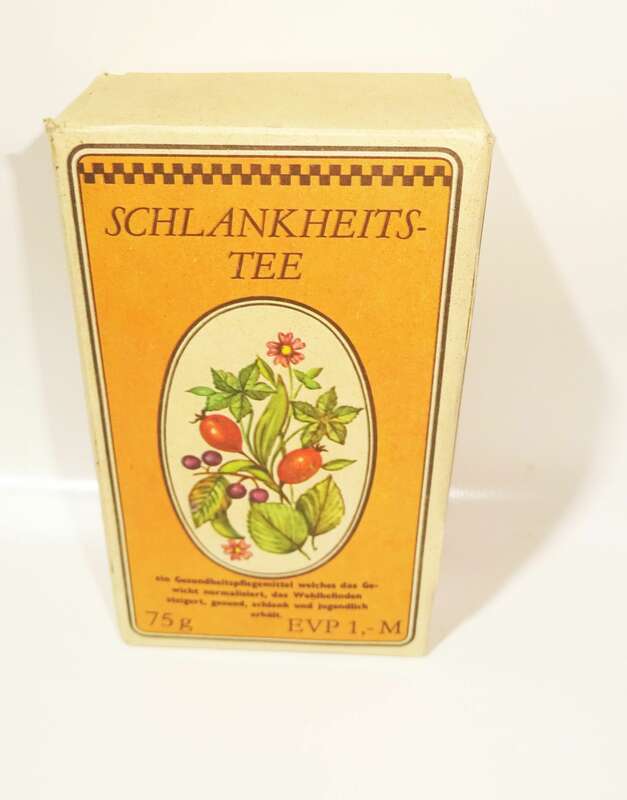 SCHLANKHEITS-
TEE
ein Gesundheitspflegemittel welches das Ge-
wicht normalisiert, das Wohlbefinden
steigert, gesund, schlank und jugendlich
erhält.
75 g EVP 1,- M